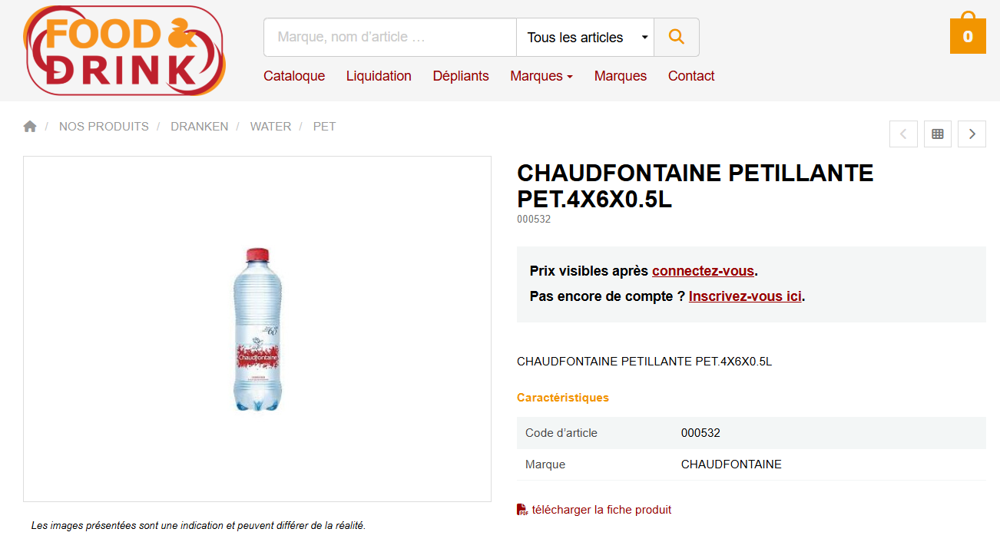 FOOD &
DRINK
Marque, nom d'article …
Tous les articles
0
Cataloque
Liquidation
Dépliants
Marques
Marques
Contact
/ NOS PRODUITS / DRANKEN / WATER / PET
CHAUDFONTAINE PETILLANTE
PET.4X6X0.5L
000532
Prix visibles après connectez-vous.
Pas encore de compte ? Inscrivez-vous ici.
Chaudfontaine
CHAUDFONTAINE PETILLANTE PET.4X6X0.5L
Caractéristiques
Code d'article 000532
Marque CHAUDFONTAINE
PDF télécharger la fiche produit
Les images présentées sont une indication et peuvent différer de la réalité.